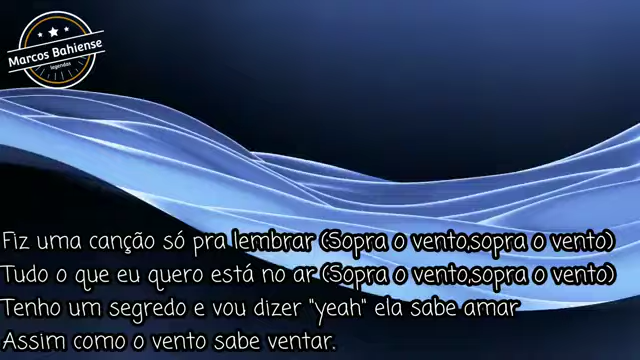 Marcos Bahiense
legendas
Fiz uma canção só pra lembrar (Sopra o vento,sopra o vento)
Tudo o que eu quero está no ar (Sopra o vento,sopra o vento)
Tenho um segredo e vou dizer "yeah" ela sabe amar
Assim como o vento sabe ventar.